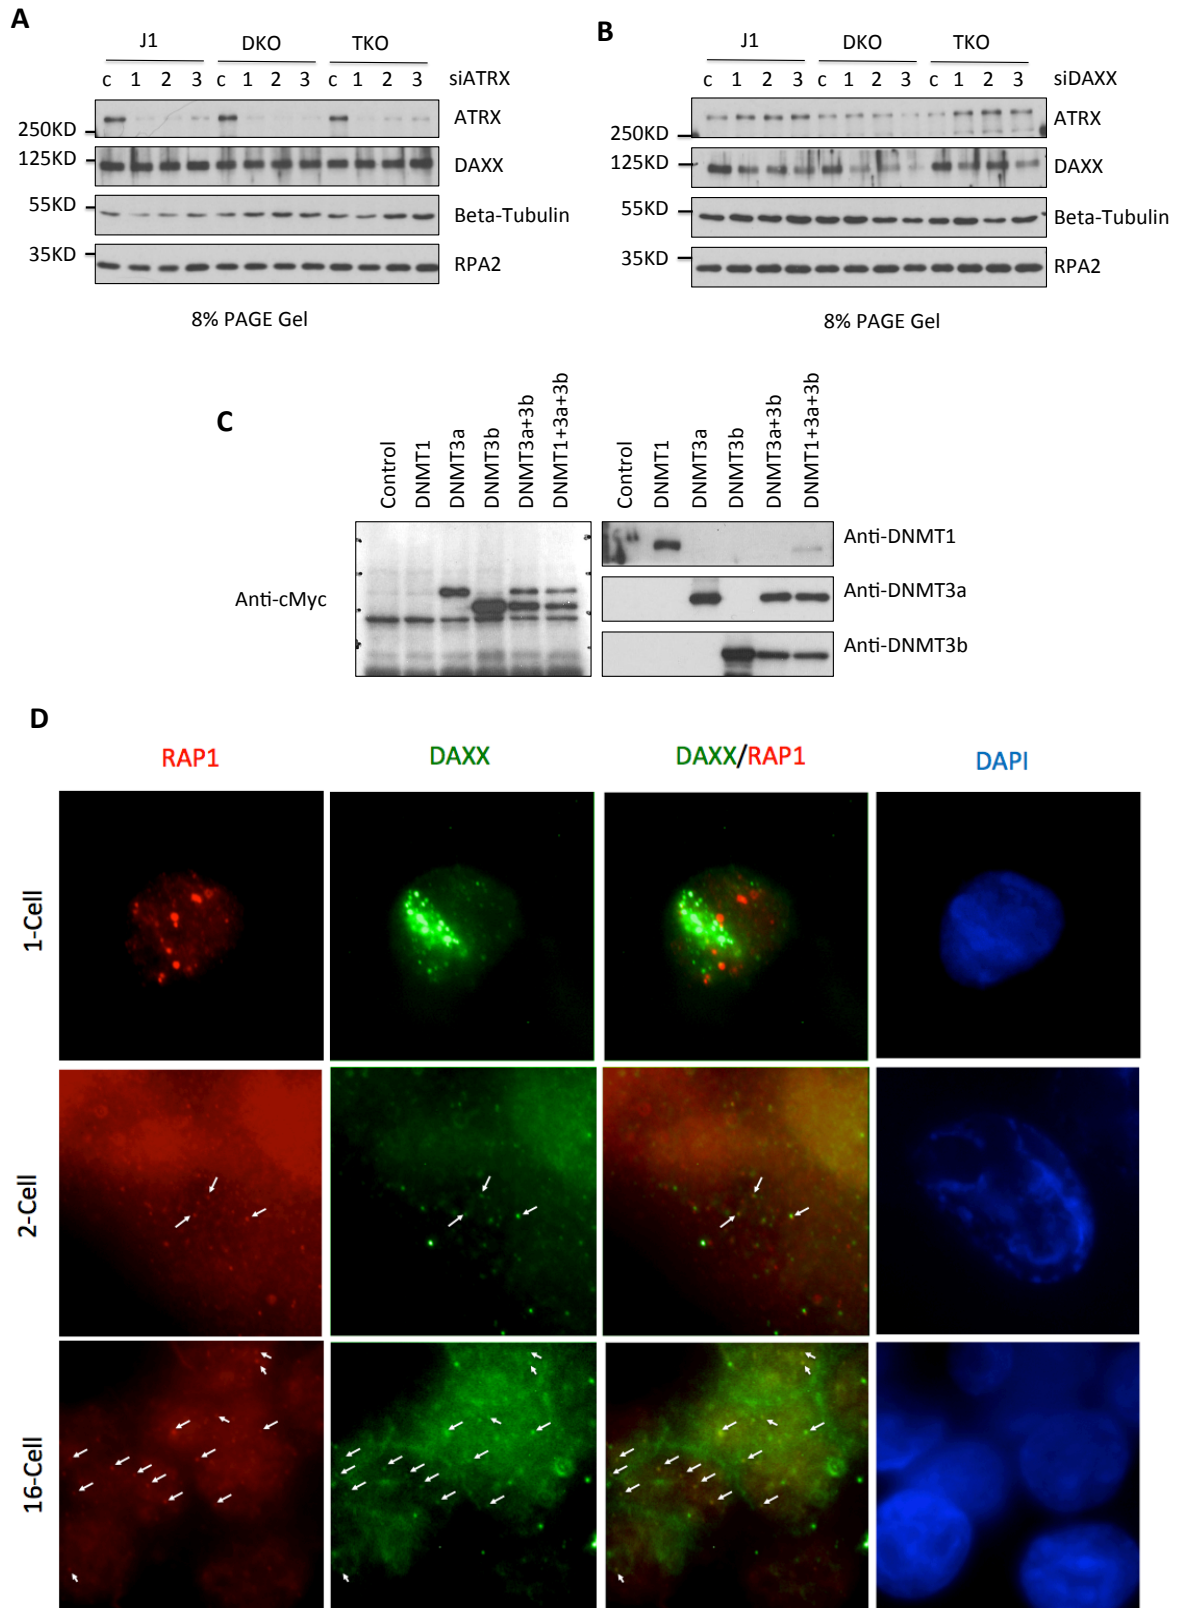 A
J1 DKO TKO
c 1 2 3 c 1 2 3 c 1 2 3 siATRX
250KD ATRX
125KD DAXX
55KD Beta-Tubulin
35KD RPA2
8% PAGE Gel
B
J1 DKO TKO
c 1 2 3 c 1 2 3 c 1 2 3 siDAXX
250KD ATRX
125KD DAXX
55KD Beta-Tubulin
35KD RPA2
8% PAGE Gel
C
Control DNMT1 DNMT3a DNMT3b DNMT3a+3b DNMT1+3a+3b
Anti-cMyc
Control DNMT1 DNMT3a DNMT3b DNMT3a+3b DNMT1+3a+3b
Anti-DNMT1
Anti-DNMT3a
Anti-DNMT3b
D
RAP1 DAXX DAXX/RAP1 DAPI
1-Cell
2-Cell
16-Cell